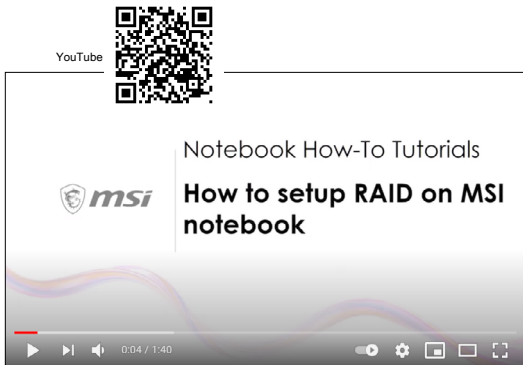 YouTube
Notebook How-To Tutorials
msi
How to setup RAID on MSI
notebook
0:04 / 1:40